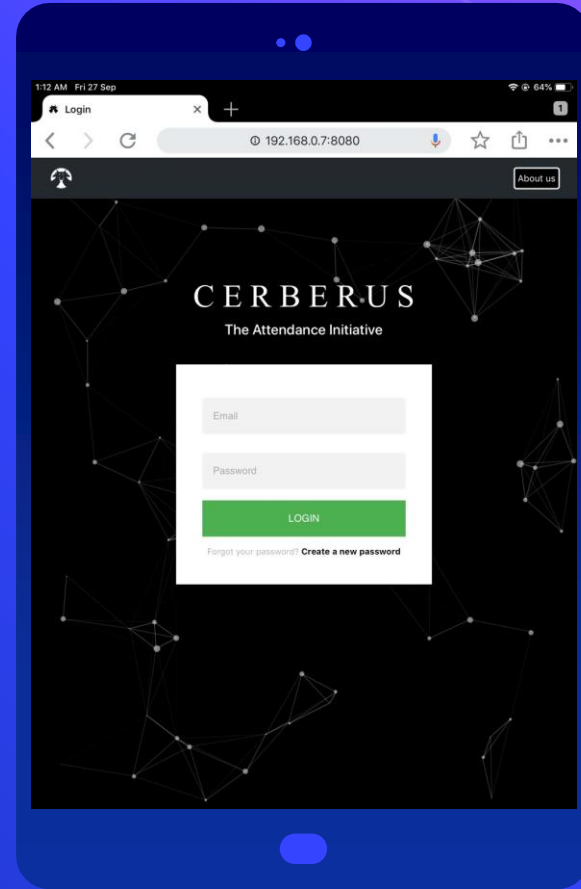 1:12 AM Fri 27 Sep 64%
Login
1
192.168.0.7:8080
About us
CERBERUS
The Attendance Initiative
Email
Password
LOGIN
Forgot your password? Create a new password